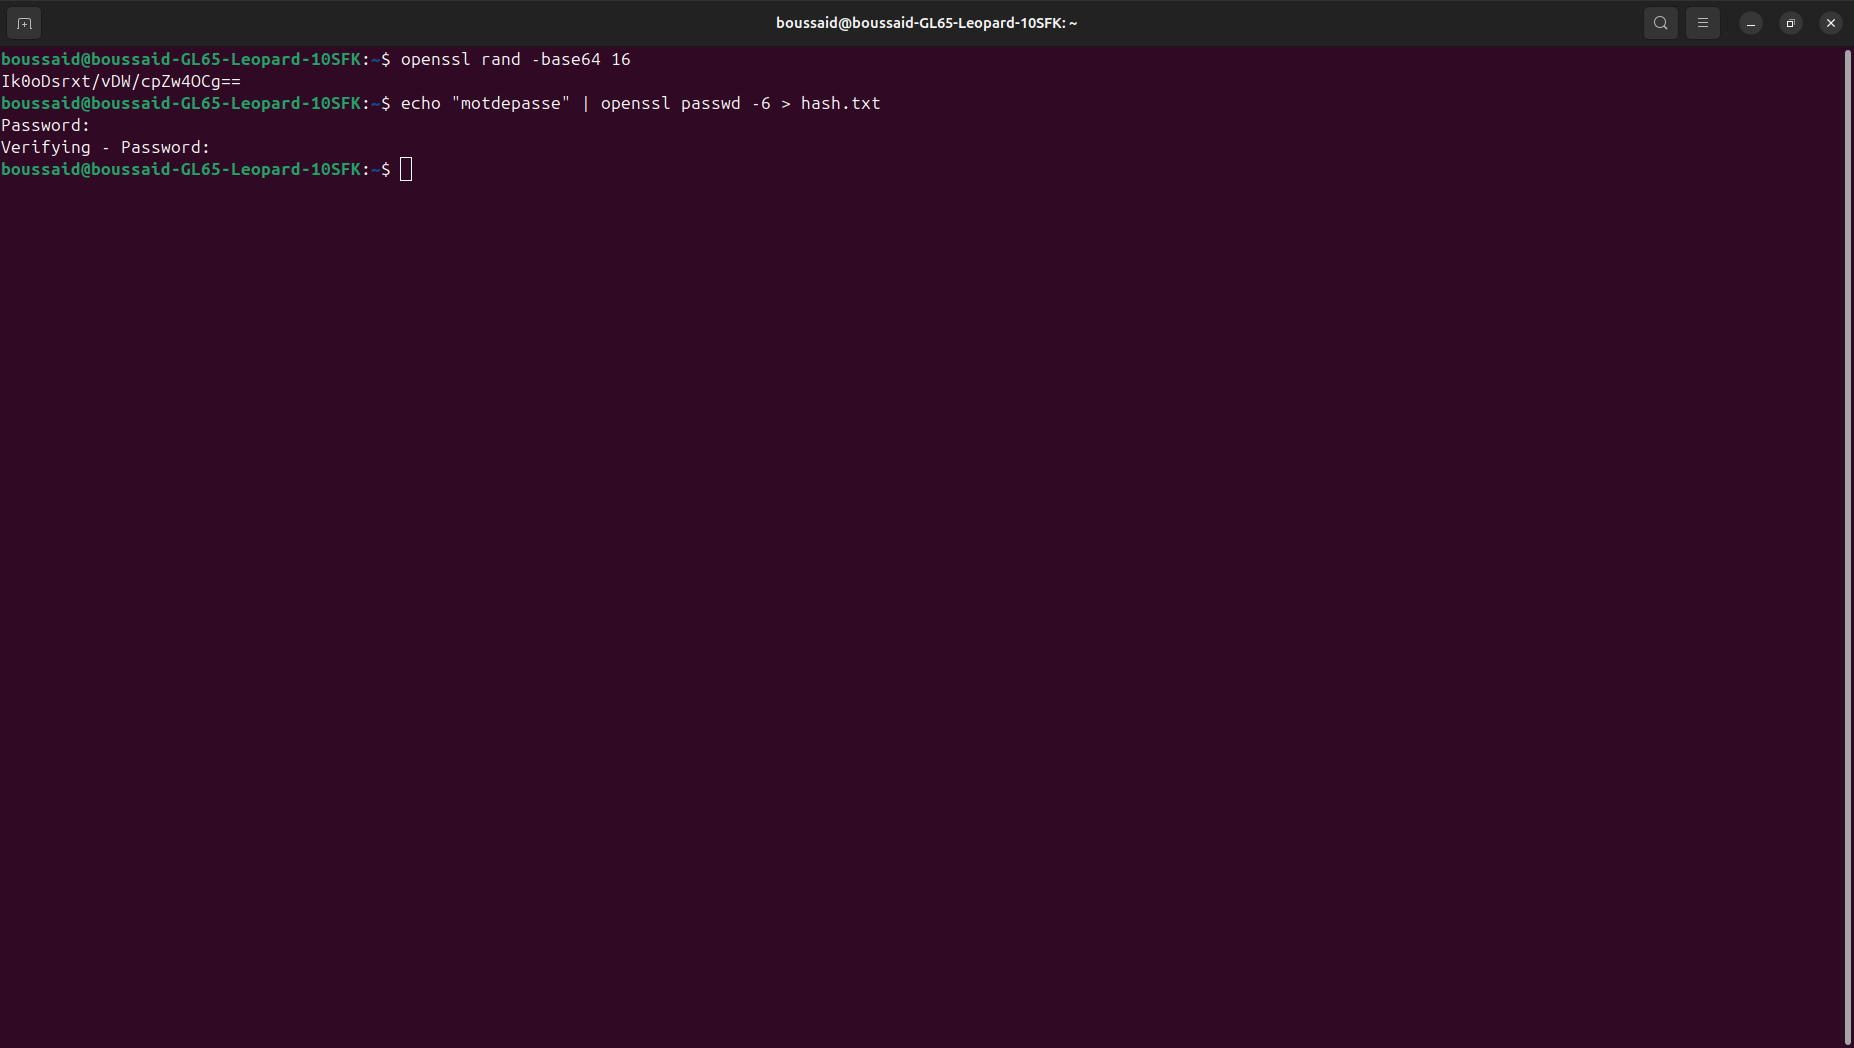 boussaid@boussaid-GL65-Leopard-10SFK: ~
boussaid@boussaid-GL65-Leopard-10SFK:~$ openssl rand -base64 16
Ik0oDsrxt/vDW/cpZw4OCg==
boussaid@boussaid-GL65-Leopard-10SFK:~$ echo "motdepasse" | openssl passwd -6 > hash.txt
Password:
Verifying - Password:
boussaid@boussaid-GL65-Leopard-10SFK:~$